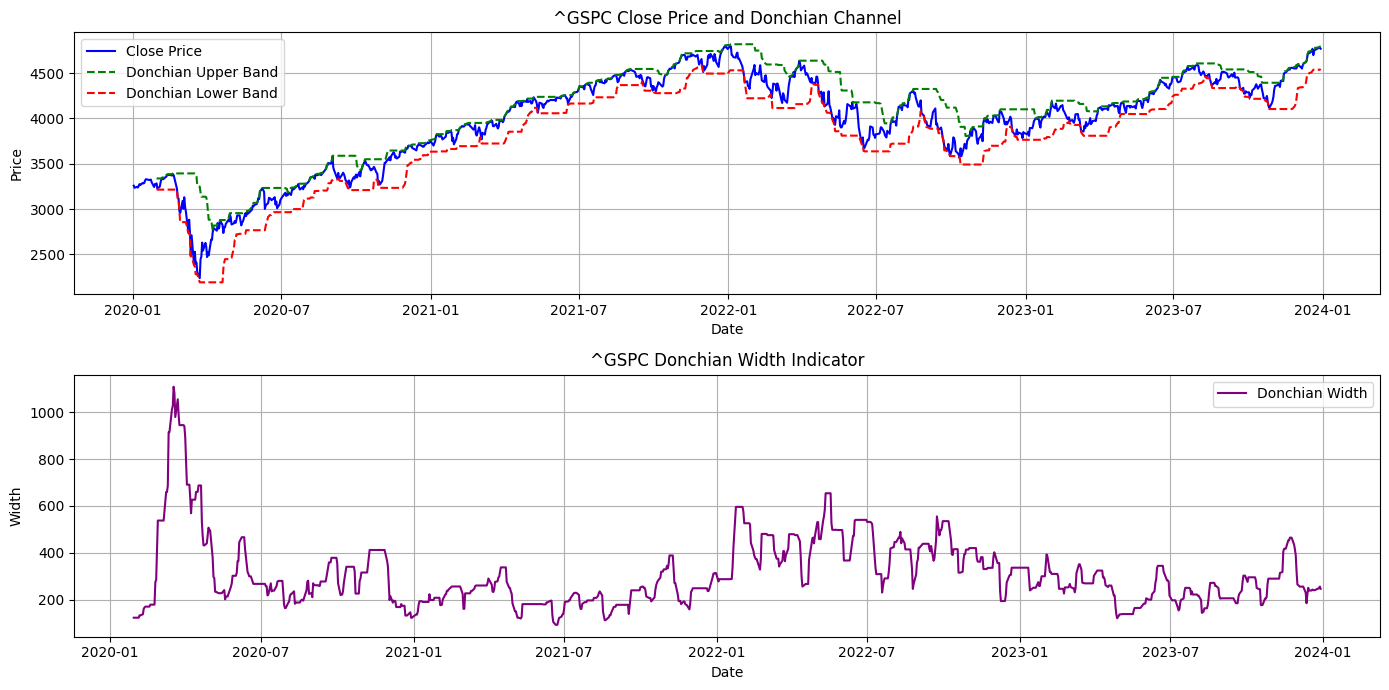 ^GSPC Close Price and Donchian Channel
Close Price
Donchian Upper Band
Donchian Lower Band
Price
4500
4000
3500
3000
2500
2020-01 2020-07 2021-01 2021-07 2022-01 2022-07 2023-01 2023-07 2024-01
Date
^GSPC Donchian Width Indicator
Donchian Width
Width
1000
800
600
400
200
2020-01 2020-07 2021-01 2021-07 2022-01 2022-07 2023-01 2023-07 2024-01
Date